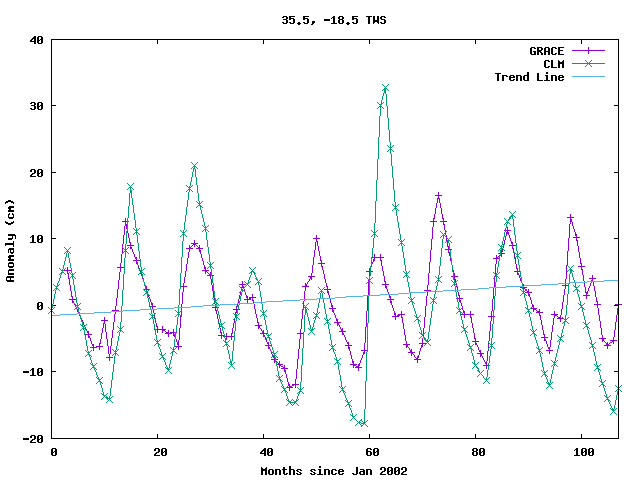 35.5, -18.5 TWS
40
30
20
10
0
-10
-20
Anomaly (cm)
GRACE
CLM
Trend Line
0 20 40 60 80 100
Months since Jan 2002